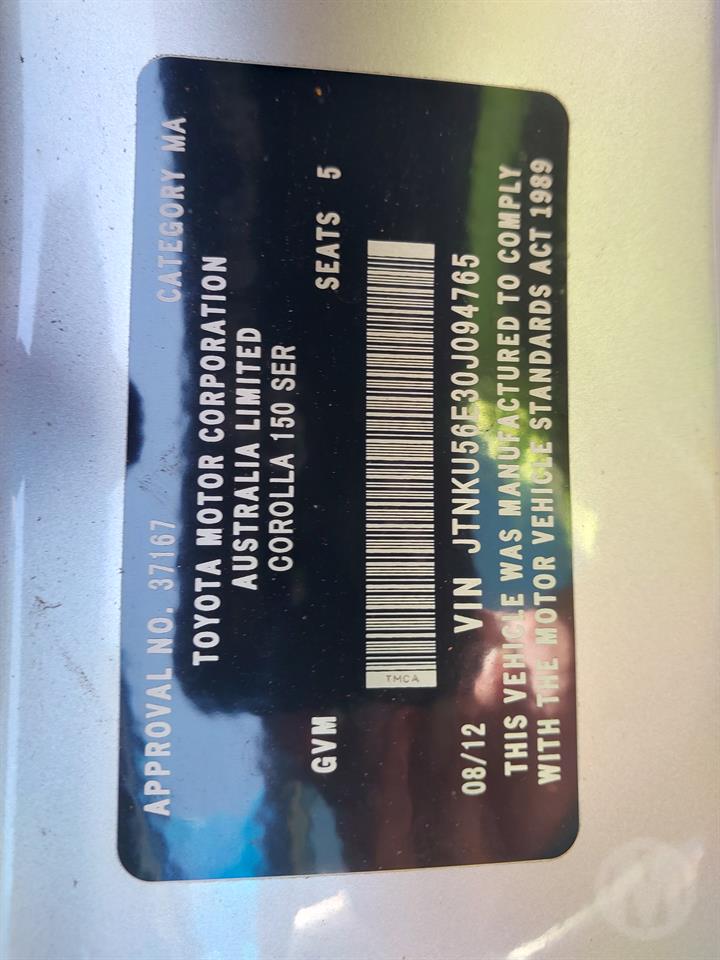 APPROVAL NO. 37167 CATEGORY MA
TOYOTA MOTOR CORPORATION
AUSTRALIA LIMITED
COROLLA 150 SER
GVM SEATS 5
TMCA
08/12 VIN JTNKU56E30J094765
THIS VEHICLE WAS MANUFACTURED TO COMPLY
WITH THE MOTOR VEHICLE STANDARDS ACT 1989